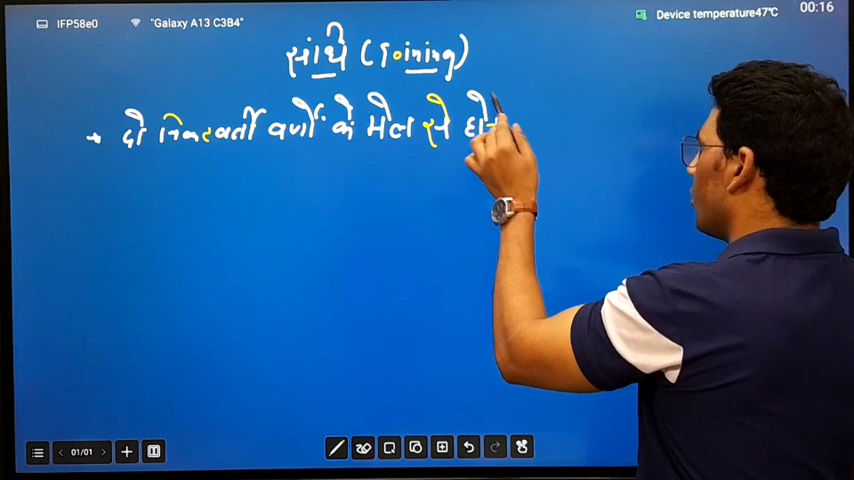 IFP58e0 "Galaxy A13 C3B4" Device temperature47℃ 00:16
संधि (Joining)
→ दो निकटवर्ती वर्णों के मेल से
01/01